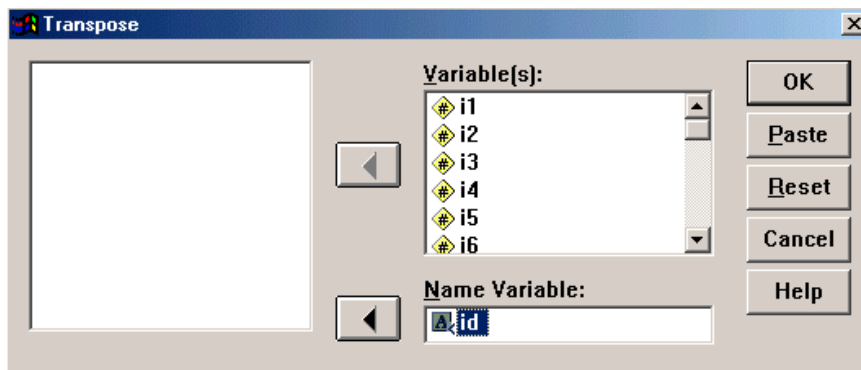 Transpose
Variable(s):
i1
i2
i3
i4
i5
i6
Name Variable:
id
OK
Paste
Reset
Cancel
Help